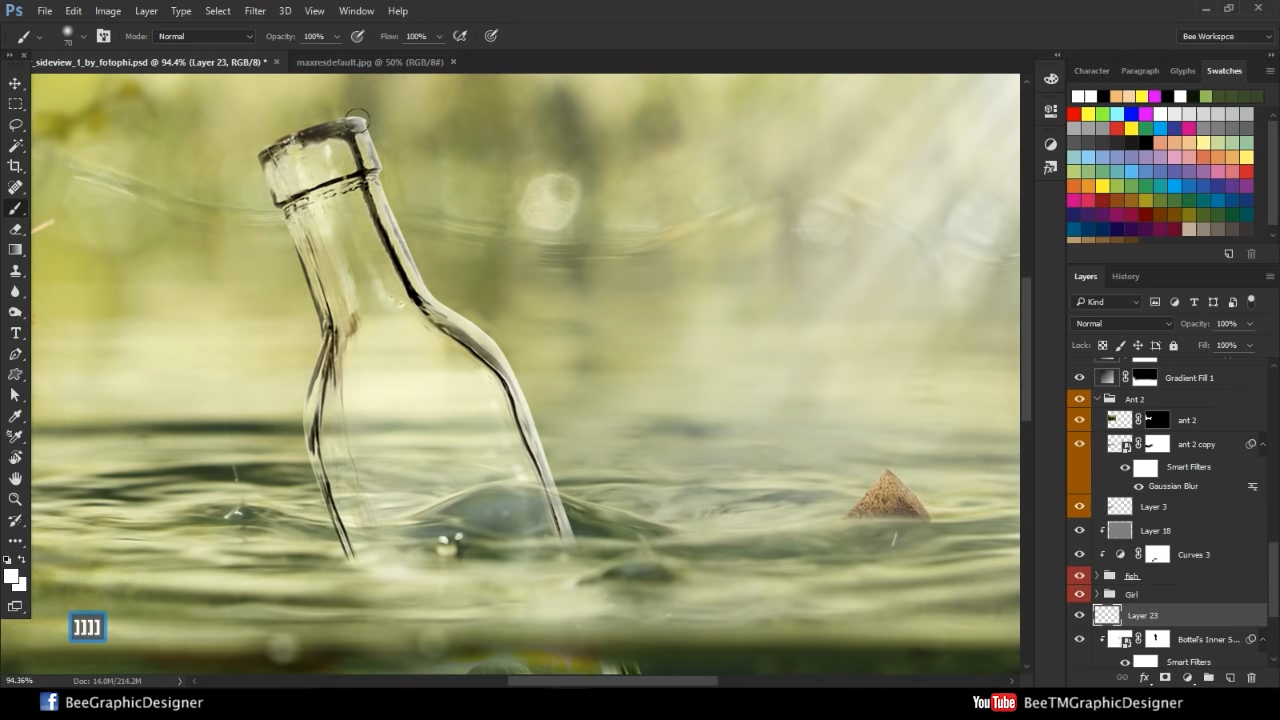 Ps File Edit Image Layer Type Select Filter 3D View Window Help
70 Mode: Normal Opacity: 100% Flow: 100% Bee Workspce
_sideview_1_by_fotophi.psd @ 94.4% (Layer 23, RGB/8) * × maxresdefault.jpg @ 50% (RGB/8#) ×
Character Paragraph Glyphs Swatches
Layers History
Kind
Normal Opacity: 100%
Lock: Fill: 100%
Gradient Fill 1
Ant 2
ant 2
ant 2 copy
Smart Filters
Gaussian Blur
Layer 3
Layer 18
Curves 3
fish
Girl
Layer 23
Bottel's Inner S...
Smart Filters
]]]]
94.36% Doc: 14.0M/214.2M
BeeGraphicDesigner
YouTube BeeTMGraphicDesigner